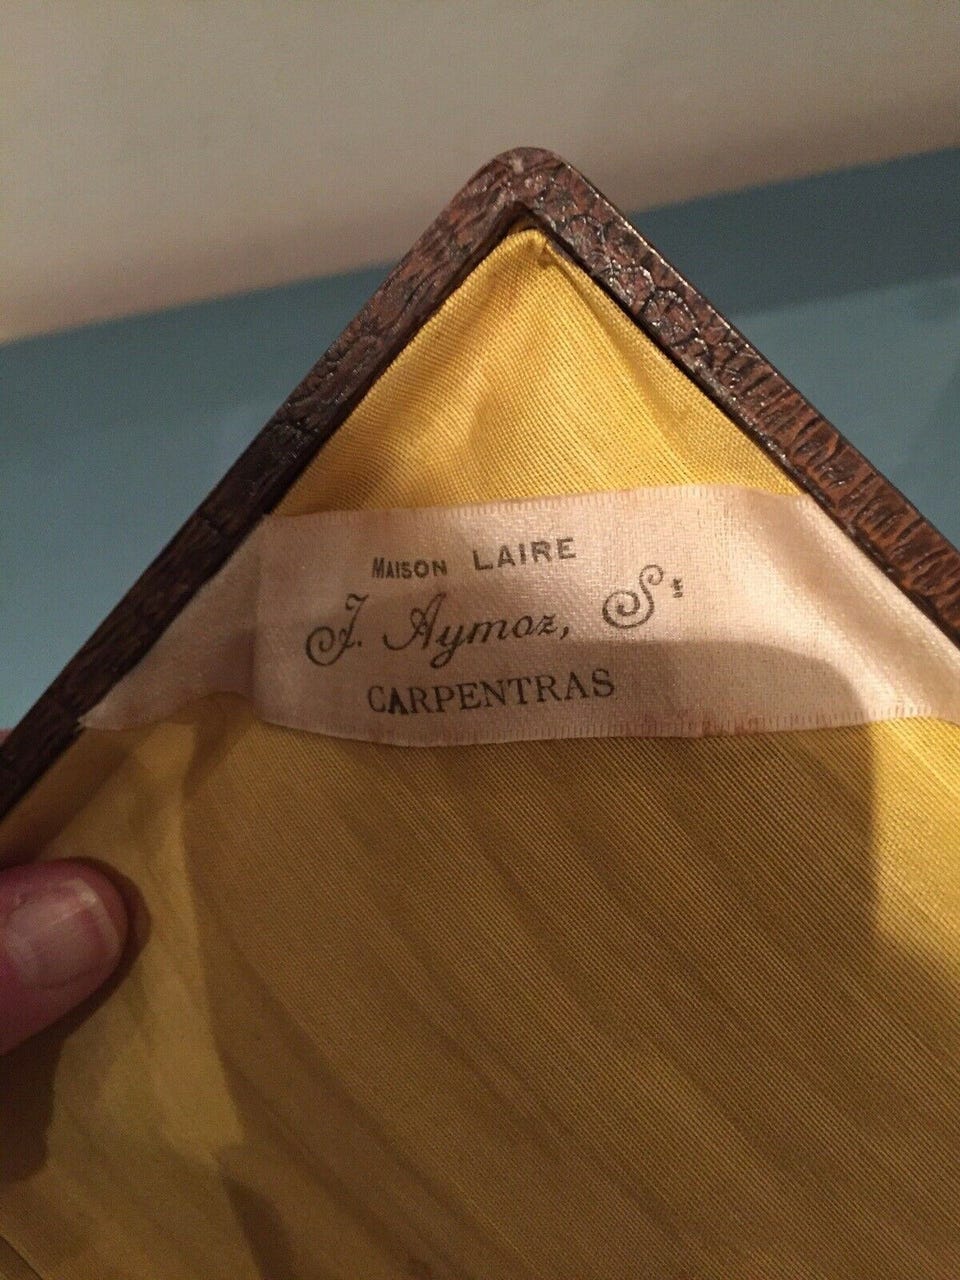 MAISON LAIRE
J. Aymoz, Sr
CARPENTRAS